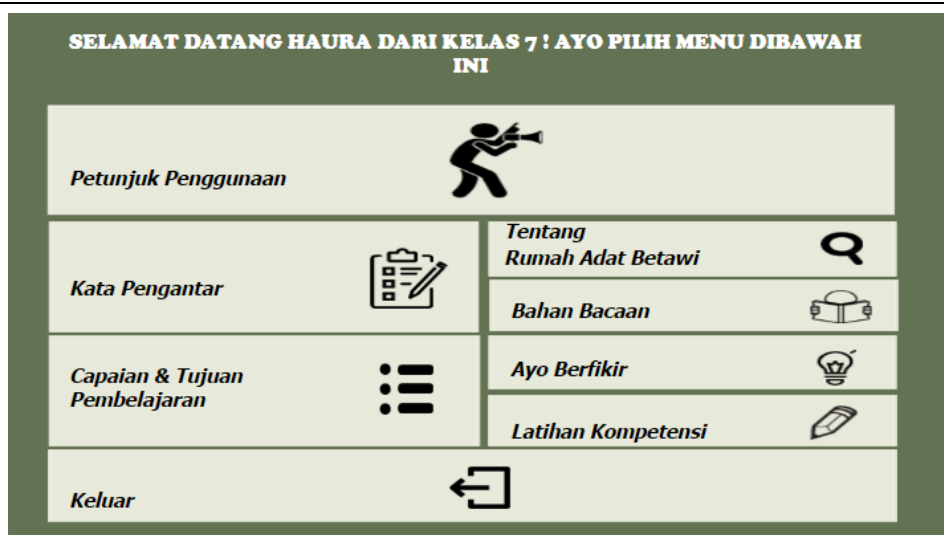 SELAMAT DATANG HAURA DARI KELAS 7 ! AYO PILIH MENU DIBAWAH
INI
Petunjuk Penggunaan
Kata Pengantar
Tentang
Rumah Adat Betawi
Bahan Bacaan
Capaian & Tujuan
Pembelajaran
Ayo Berfikir
Latihan Kompetensi
Keluar